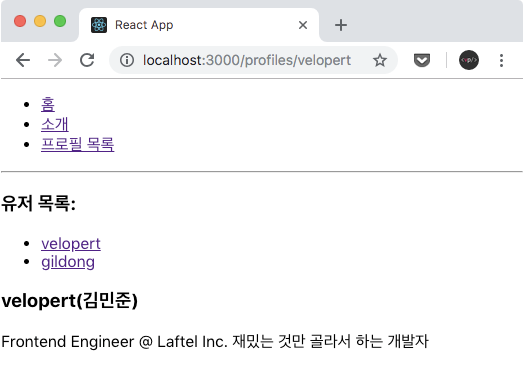 React App
localhost:3000/profiles/velopert
홈
소개
프로필 목록
유저 목록:
velopert
gildong
velopert(김민준)
Frontend Engineer @ Laftel Inc. 재밌는 것만 골라서 하는 개발자